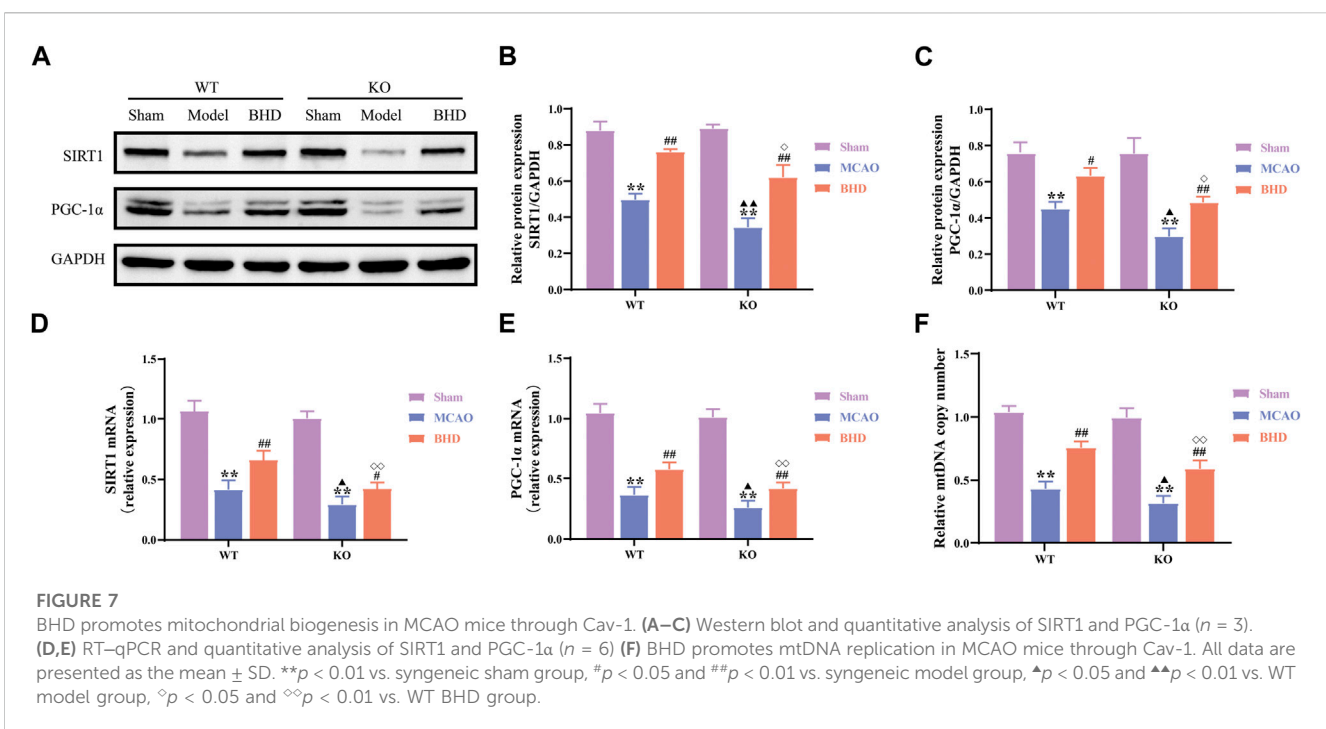 A
WT KO
Sham Model BHD Sham Model BHD
SIRT1
PGC-1α
GAPDH
B
Relative protein expression
SIRT1/GAPDH
1.0
0.8
0.6
0.4
0.2
0.0
**
##
▲▲
**
◇
##
WT KO
Sham
MCAO
BHD
C
Relative protein expression
PGC-1α/GAPDH
1.0
0.8
0.6
0.4
0.2
0.0
**
#
▲
**
◇
##
WT KO
Sham
MCAO
BHD
D
SIRT1 mRNA
(relative expression)
1.5
1.0
0.5
0.0
**
##
▲
**
◇◇
#
WT KO
Sham
MCAO
BHD
E
PGC-1α mRNA
(relative expression)
1.5
1.0
0.5
0.0
**
##
▲
**
◇◇
##
WT KO
Sham
MCAO
BHD
F
Relative mtDNA copy number
1.5
1.0
0.5
0.0
**
##
▲
**
◇◇
##
WT KO
Sham
MCAO
BHD
FIGURE 7
BHD promotes mitochondrial biogenesis in MCAO mice through Cav-1. (A–C) Western blot and quantitative analysis of SIRT1 and PGC-1α (n = 3).
(D,E) RT–qPCR and quantitative analysis of SIRT1 and PGC-1α (n = 6) (F) BHD promotes mtDNA replication in MCAO mice through Cav-1. All data are
presented as the mean ± SD. **p < 0.01 vs. syngeneic sham group, #p < 0.05 and ##p < 0.01 vs. syngeneic model group, ▲p < 0.05 and ▲▲p < 0.01 vs. WT
model group, ◇p < 0.05 and ◇◇p < 0.01 vs. WT BHD group.